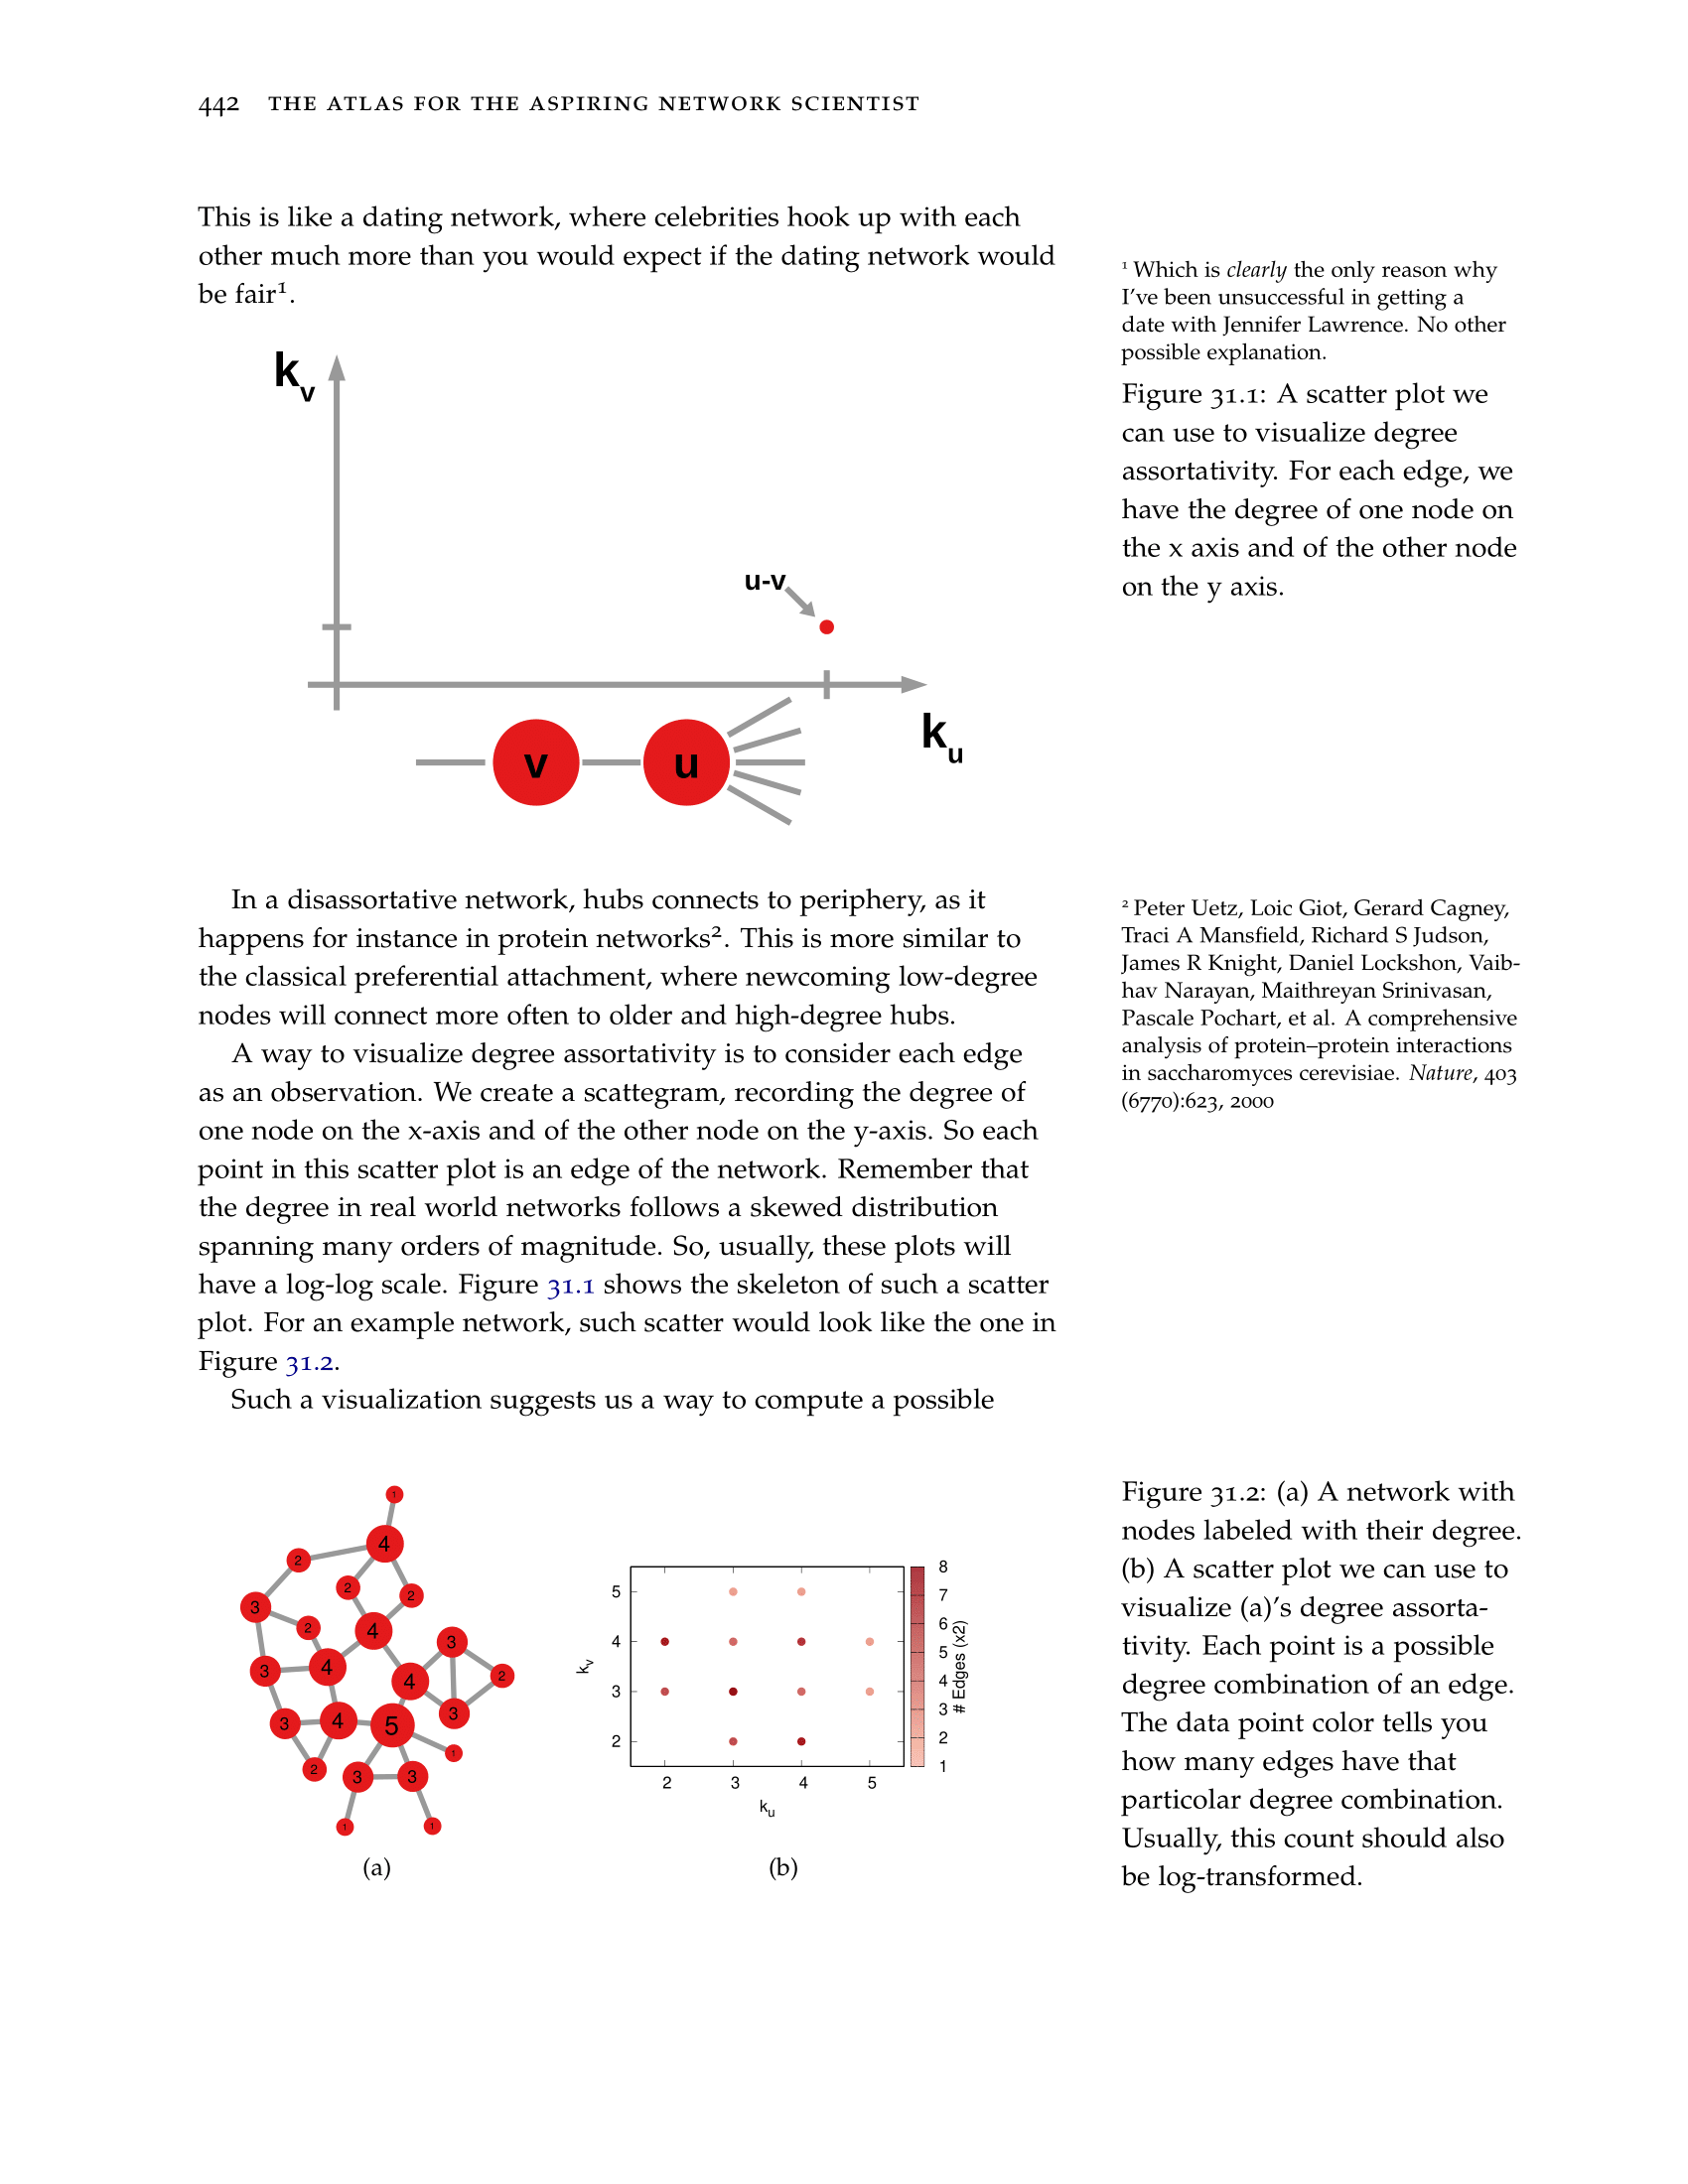 442 THE ATLAS FOR THE ASPIRING NETWORK SCIENTIST
This is like a dating network, where celebrities hook up with each
other much more than you would expect if the dating network would
be fair¹.
¹ Which is clearly the only reason why
I've been unsuccessful in getting a
date with Jennifer Lawrence. No other
possible explanation.
Figure 31.1: A scatter plot we
can use to visualize degree
assortativity. For each edge, we
have the degree of one node on
the x axis and of the other node
on the y axis.
kv
u-v
ku
v u
In a disassortative network, hubs connects to periphery, as it
happens for instance in protein networks². This is more similar to
the classical preferential attachment, where newcoming low-degree
nodes will connect more often to older and high-degree hubs.
A way to visualize degree assortativity is to consider each edge
as an observation. We create a scattegram, recording the degree of
one node on the x-axis and of the other node on the y-axis. So each
point in this scatter plot is an edge of the network. Remember that
the degree in real world networks follows a skewed distribution
spanning many orders of magnitude. So, usually, these plots will
have a log-log scale. Figure 31.1 shows the skeleton of such a scatter
plot. For an example network, such scatter would look like the one in
Figure 31.2.
Such a visualization suggests us a way to compute a possible
² Peter Uetz, Loic Giot, Gerard Cagney,
Traci A Mansfield, Richard S Judson,
James R Knight, Daniel Lockshon, Vaib-
hav Narayan, Maithreyan Srinivasan,
Pascale Pochart, et al. A comprehensive
analysis of protein–protein interactions
in saccharomyces cerevisiae. Nature, 403
(6770):623, 2000
1
4
2
2
2
3
2
4
3
3
4
4
2
3
3
4
5
3
1
2
3
3
1
1
(a)
5
4
3
2
kv
2 3 4 5
ku
8
7
6
5
4
3
2
1
# Edges (x2)
(b)
Figure 31.2: (a) A network with
nodes labeled with their degree.
(b) A scatter plot we can use to
visualize (a)'s degree assorta-
tivity. Each point is a possible
degree combination of an edge.
The data point color tells you
how many edges have that
particolar degree combination.
Usually, this count should also
be log-transformed.